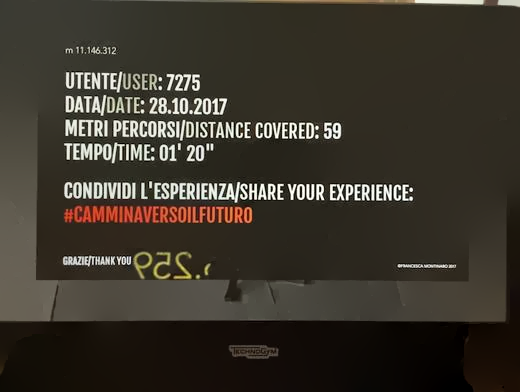 m 11.146.312
UTENTE/USER: 7275
DATA/DATE: 28.10.2017
METRI PERCORSI/DISTANCE COVERED: 59
TEMPO/TIME: 01' 20"
CONDIVIDI L'ESPERIENZA/SHARE YOUR EXPERIENCE:
#CAMMINAVERSOILFUTURO
GRAZIE/THANK YOU
©FRANCESCA MONTINARO 2017
TECHNOGYM